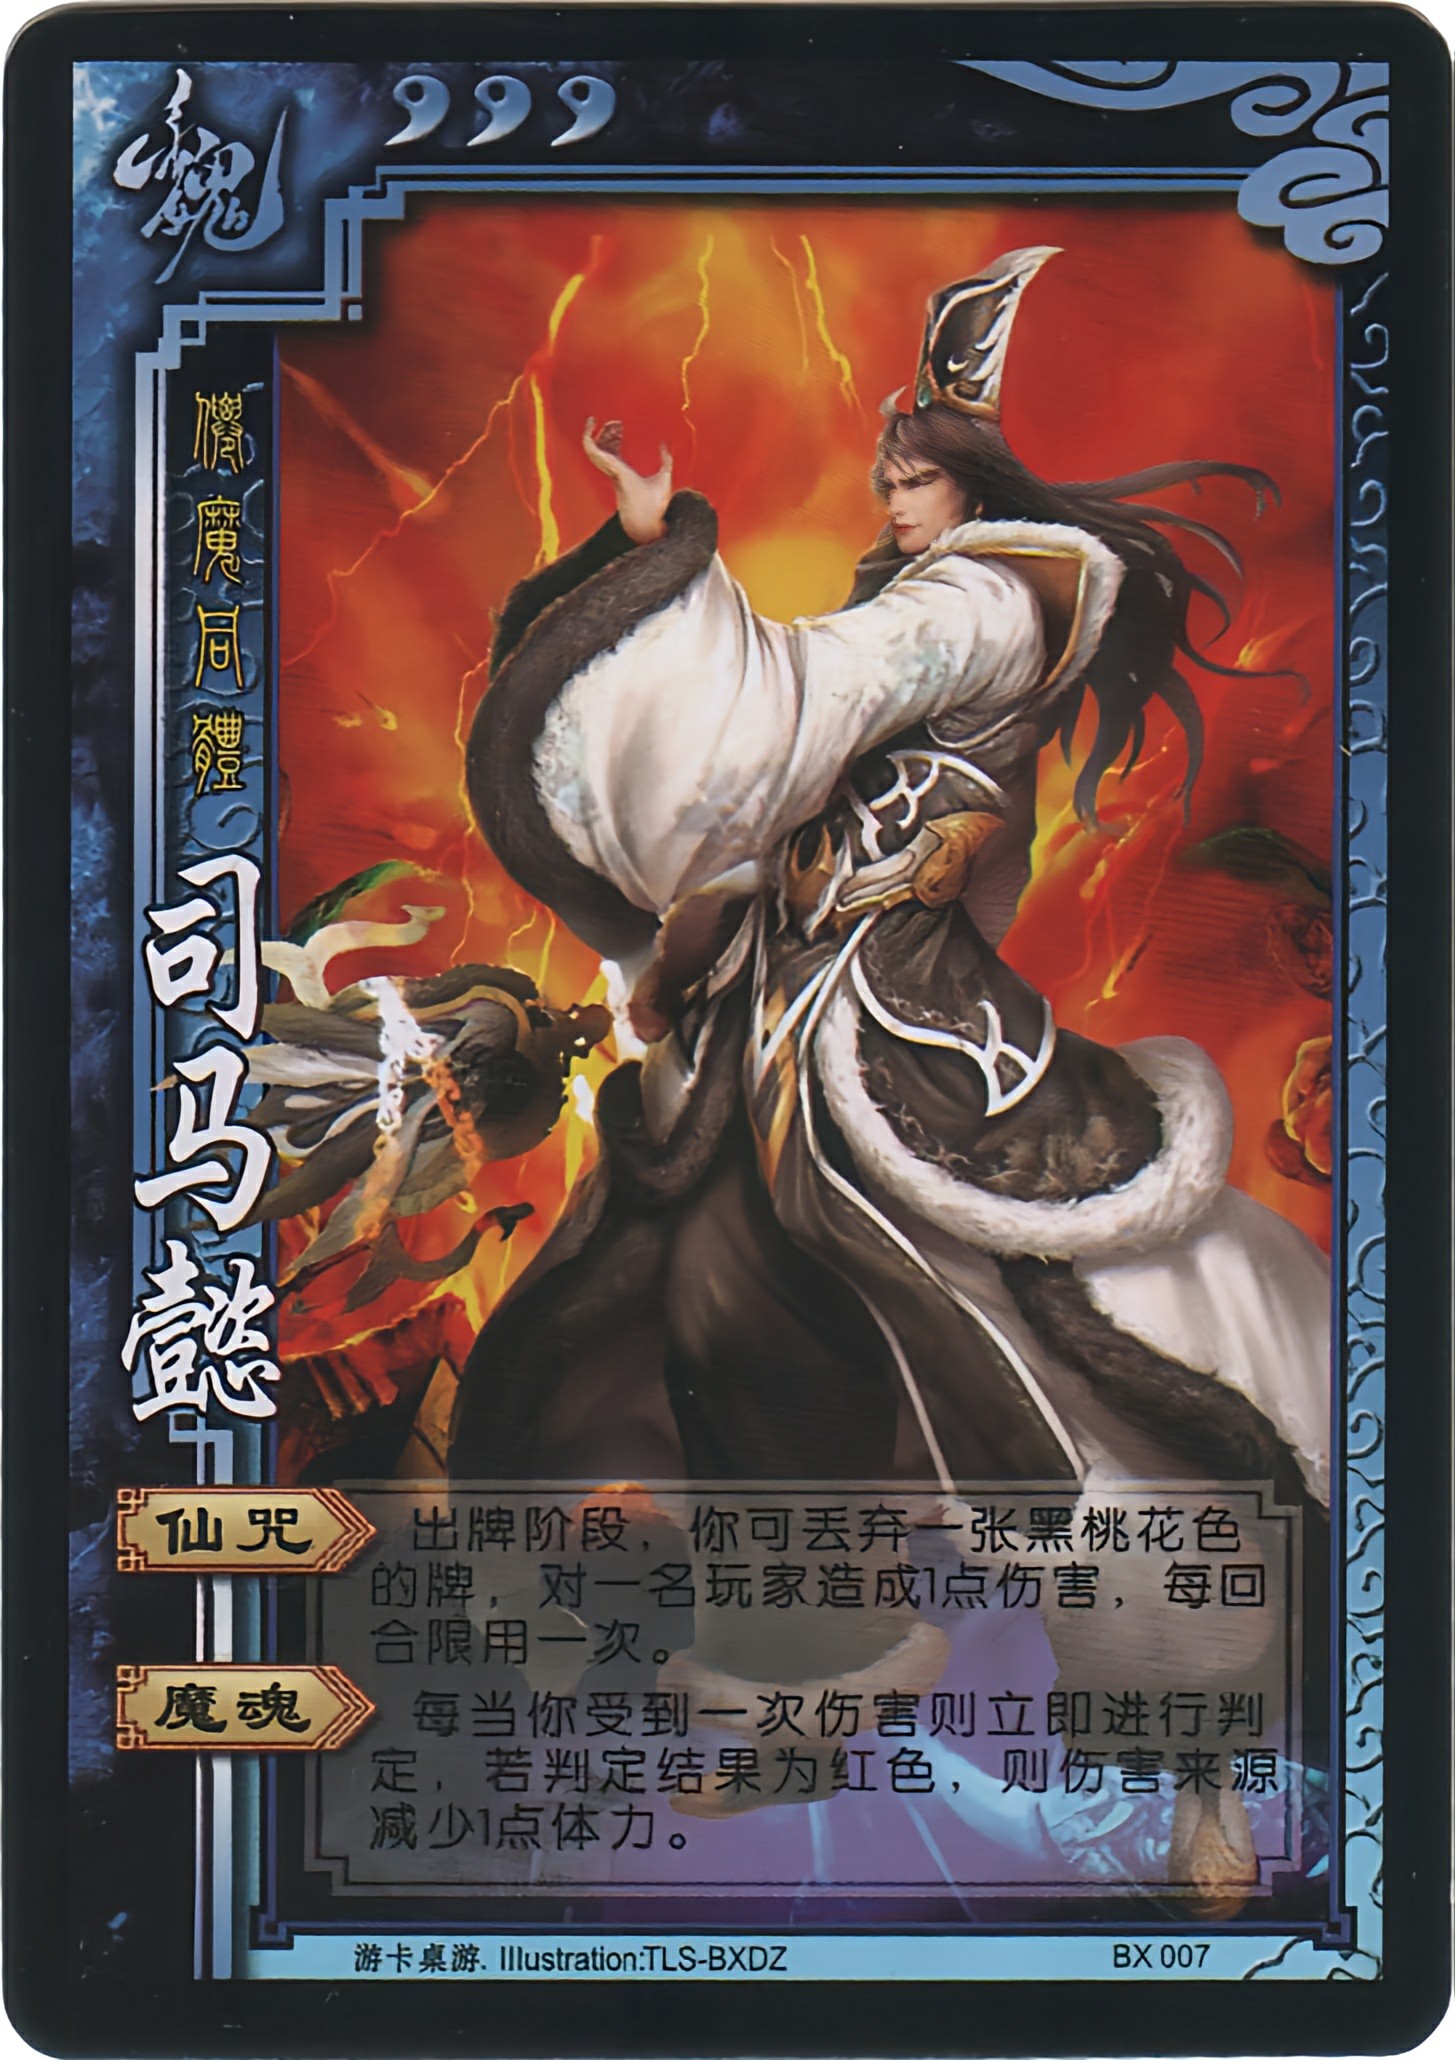 魏
僊魔同體
司马懿
仙咒
出牌阶段，你可丢弃一张黑桃花色
的牌，对一名玩家造成1点伤害，每回
合限用一次。
魔魂
每当你受到一次伤害则立即进行判
定，若判定结果为红色，则伤害来源
减少1点体力。
游卡桌游. Illustration:TLS-BXDZ
BX 007